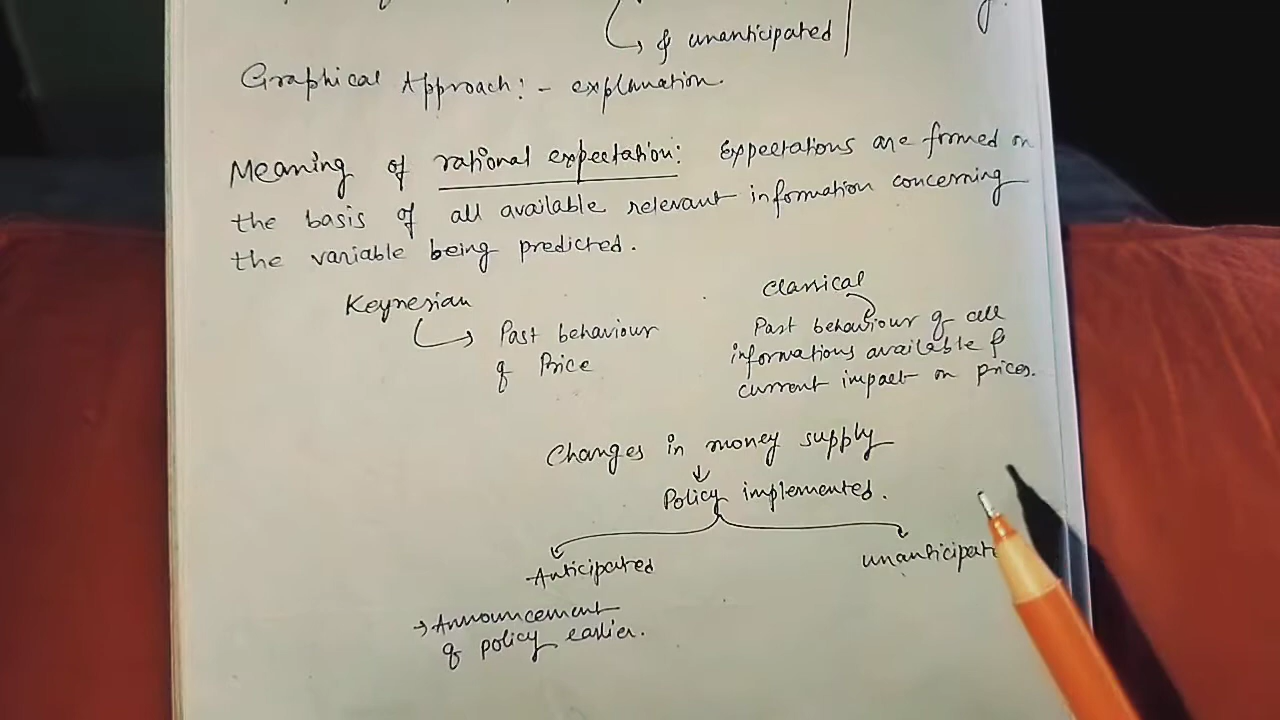 & unanticipated
Graphical Approach: - explanation.
Meaning of rational expectation: Expectations are formed on
the basis of all available relevant information concerning
the variable being predicted.
Keynesian
Past behaviour
of Price
Classical
Past behaviour of all
informations available &
current impact on prices.
Changes in money supply
Policy implemented.
Anticipated
unanticipat
→ Announcement
of policy earlier.